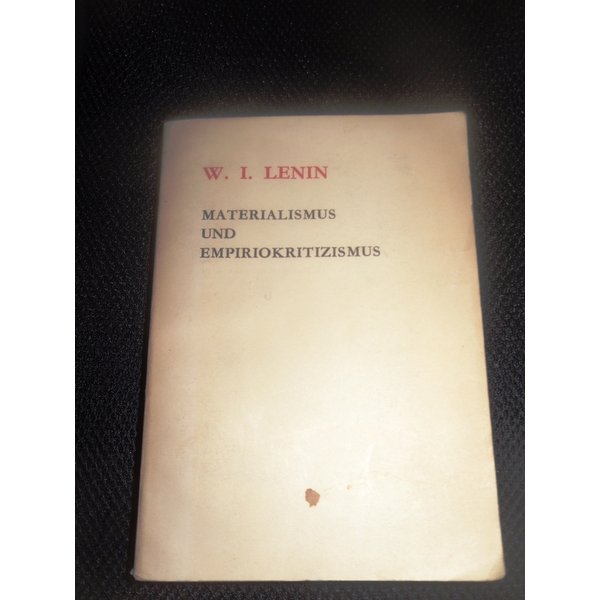 W. I. LENIN
MATERIALISMUS
UND
EMPIRIOKRITIZISMUS